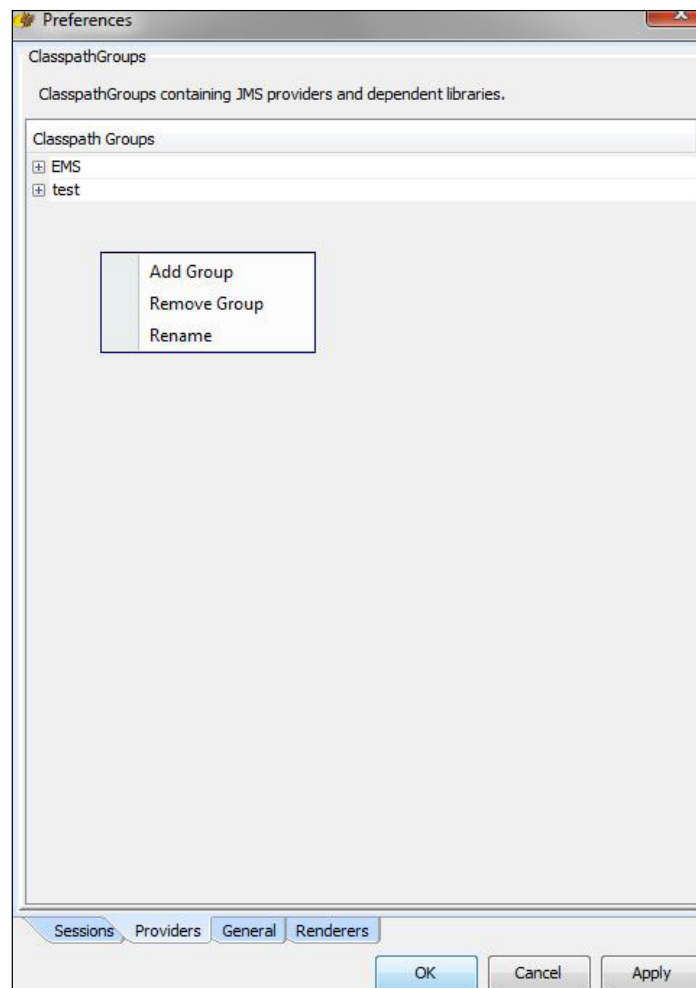 Preferences
ClasspathGroups
ClasspathGroups containing JMS providers and dependent libraries.
Classpath Groups
EMS
test
Add Group
Remove Group
Rename
Sessions Providers General Renderers
OK Cancel Apply